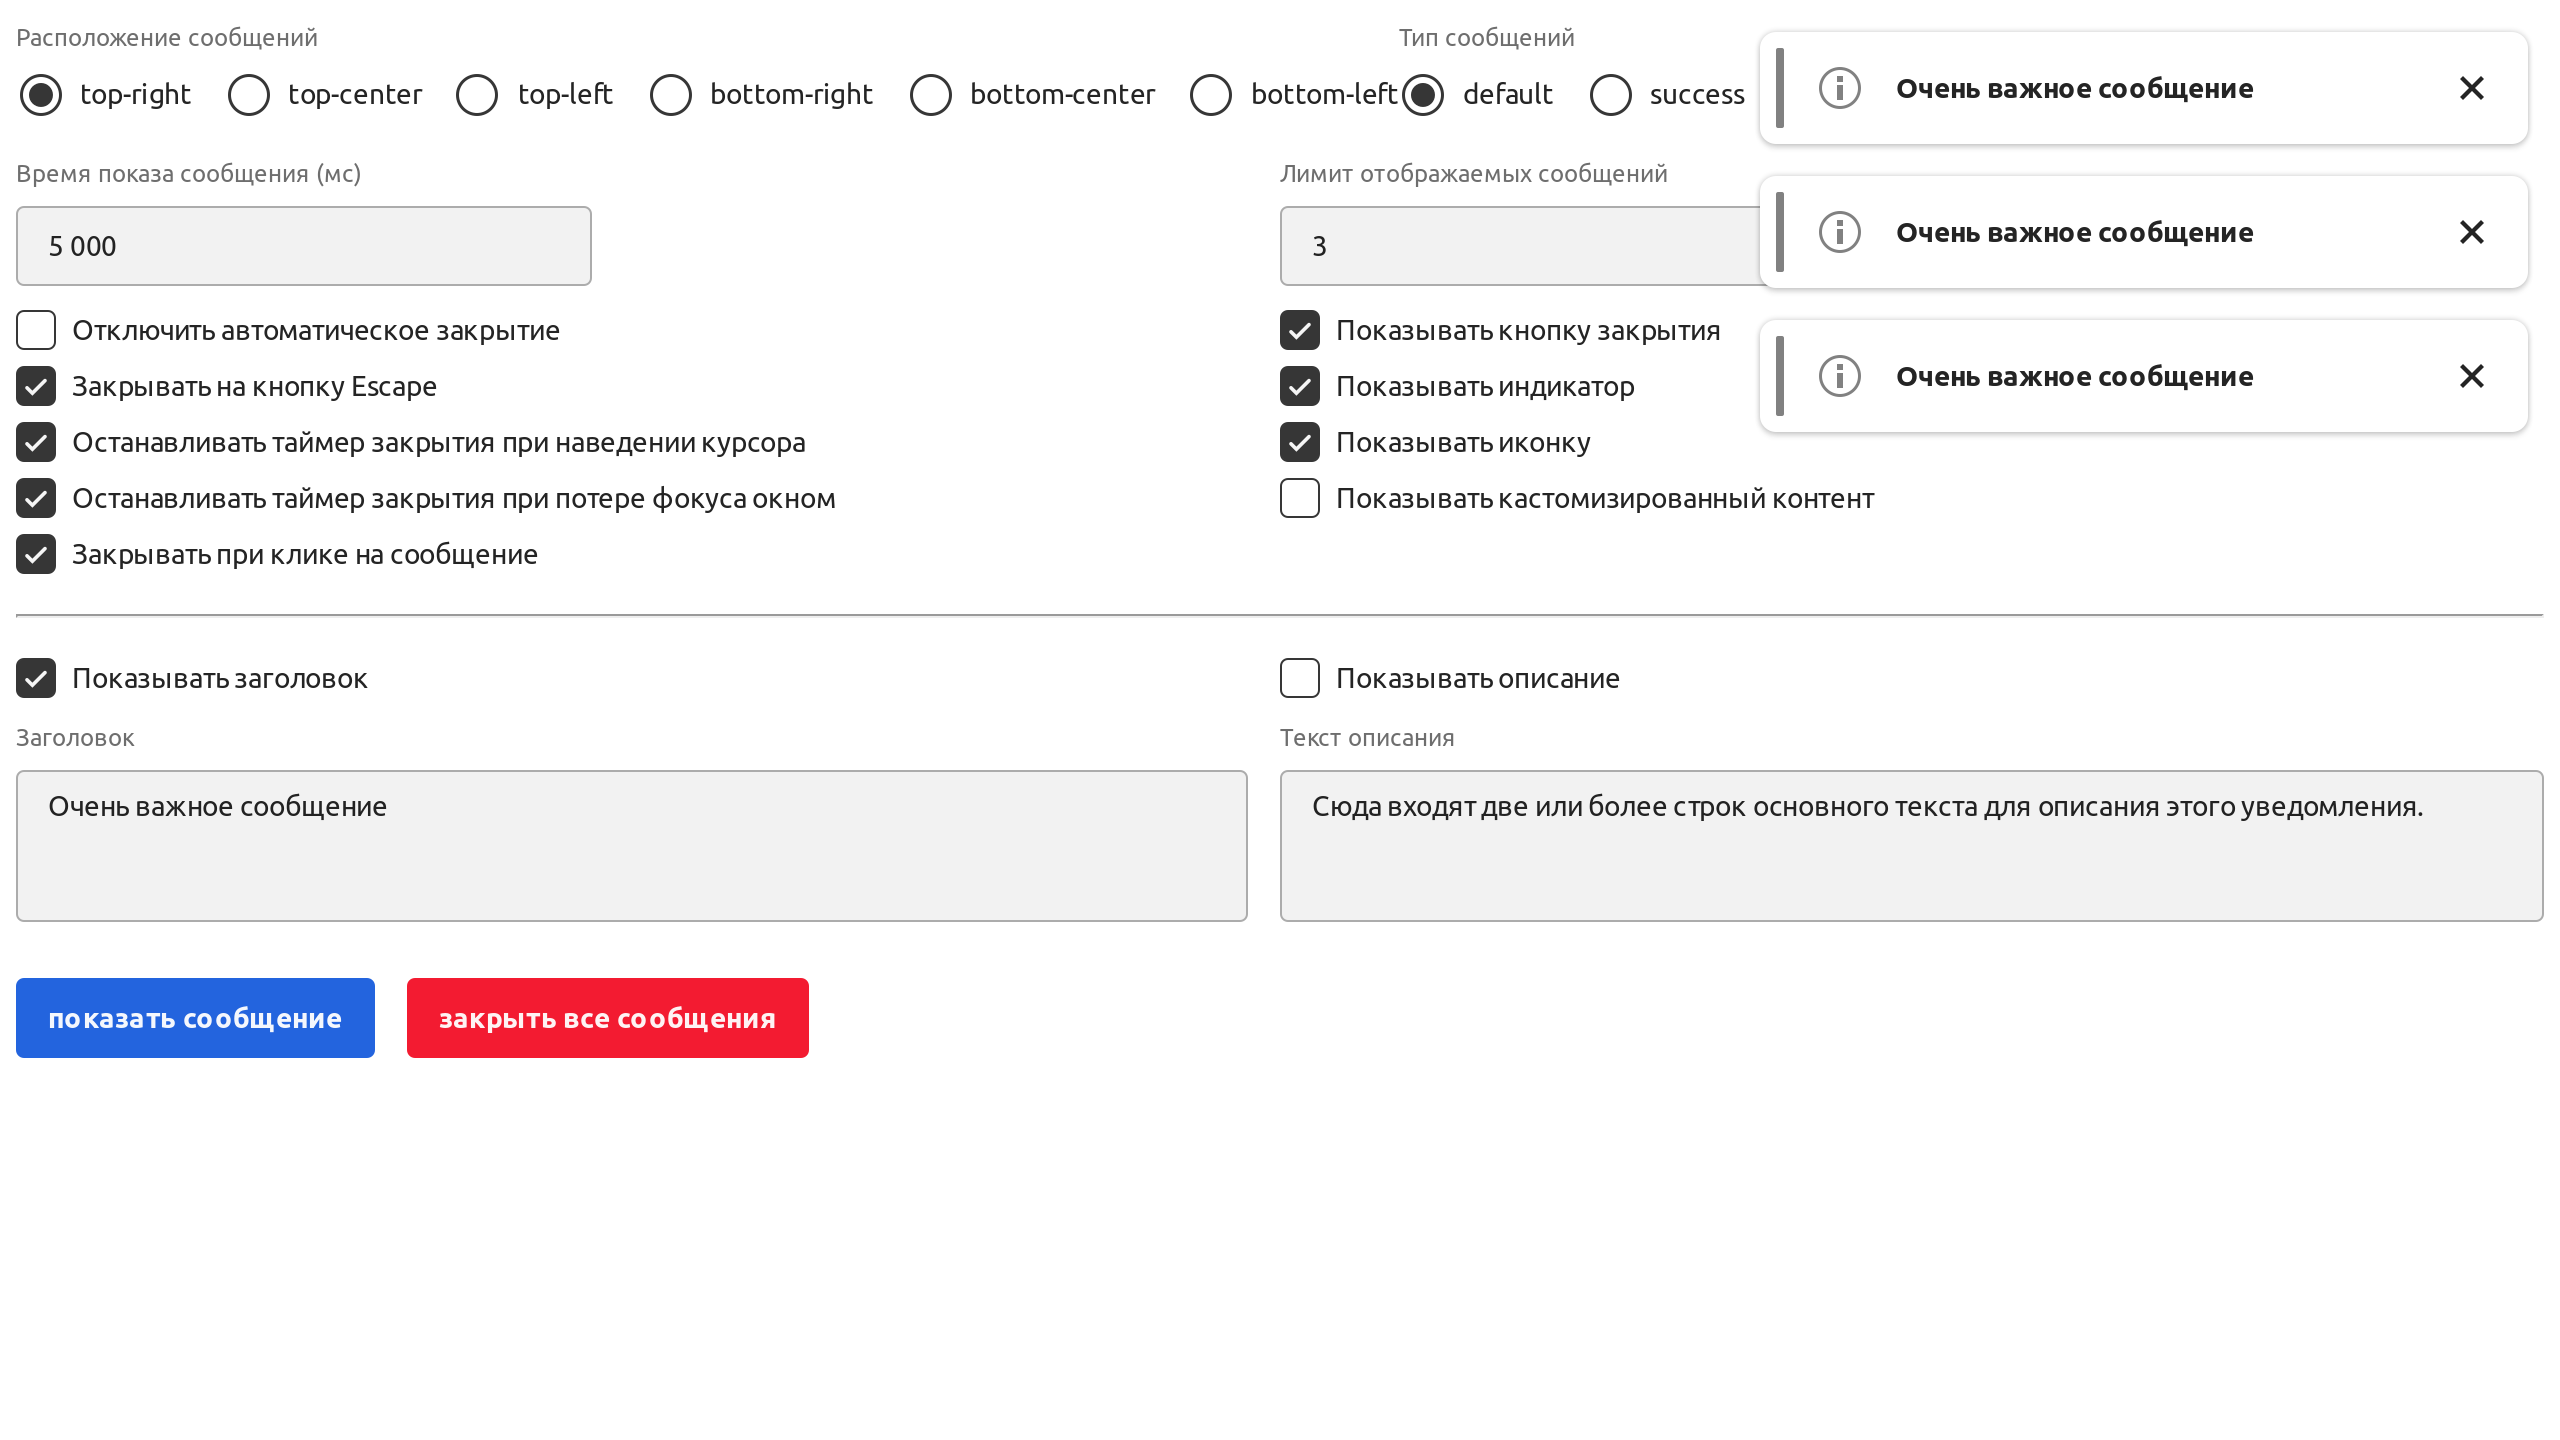 Расположение сообщений
top-right top-center top-left bottom-right bottom-center bottom-left
Тип сообщений
default success
Очень важное сообщение
Очень важное сообщение
Очень важное сообщение
Время показа сообщения (мс)
5 000
Лимит отображаемых сообщений
3
Отключить автоматическое закрытие
Закрывать на кнопку Escape
Останавливать таймер закрытия при наведении курсора
Останавливать таймер закрытия при потере фокуса окном
Закрывать при клике на сообщение
Показывать кнопку закрытия
Показывать индикатор
Показывать иконку
Показывать кастомизированный контент
Показывать заголовок
Заголовок
Очень важное сообщение
Показывать описание
Текст описания
Сюда входят две или более строк основного текста для описания этого уведомления.
показать сообщение
закрыть все сообщения